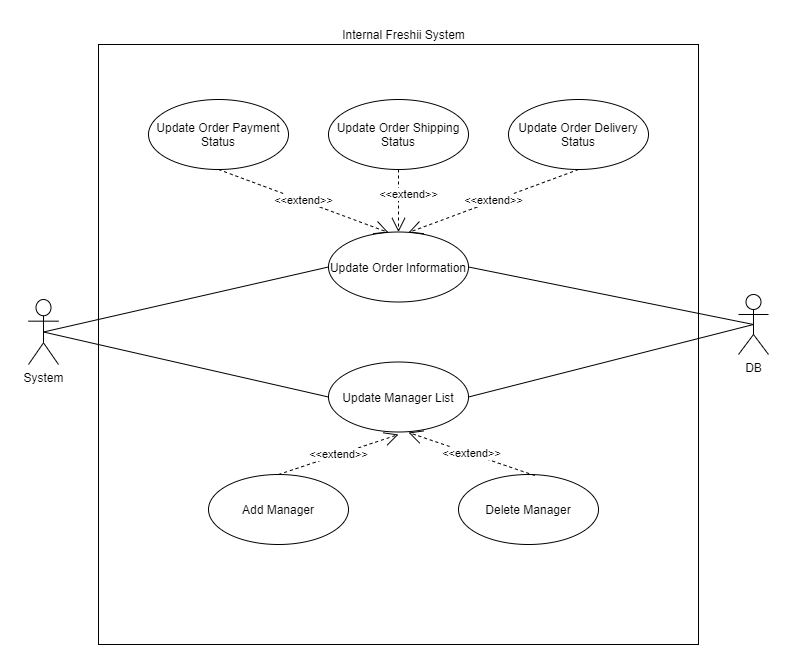 Internal Freshii System
Update Order Payment
Status
Update Order Shipping
Status
Update Order Delivery
Status
<<extend>>
<<extend>>
<<extend>>
Update Order Information
System
DB
Update Manager List
<<extend>>
<<extend>>
Add Manager
Delete Manager